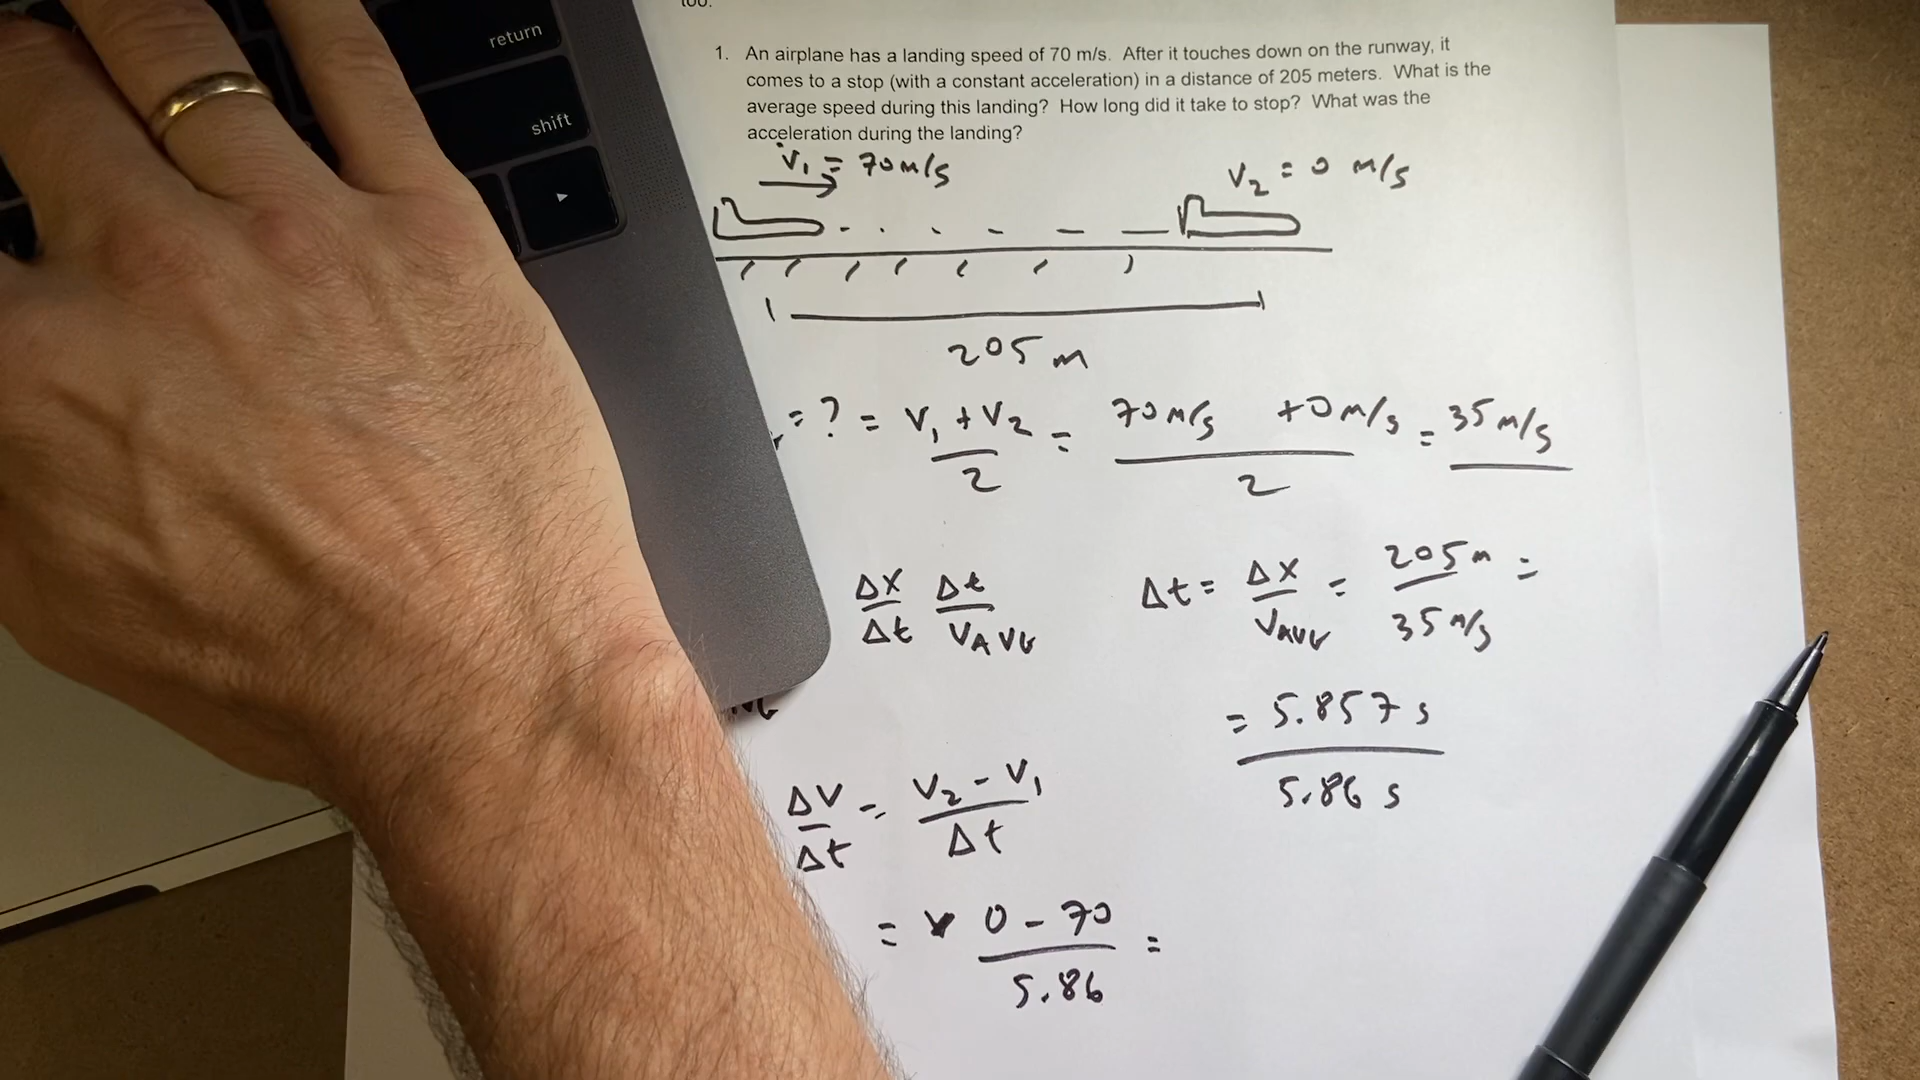 too.
return
shift
1. An airplane has a landing speed of 70 m/s. After it touches down on the runway, it
comes to a stop (with a constant acceleration) in a distance of 205 meters. What is the
average speed during this landing? How long did it take to stop? What was the
acceleration during the landing?
V₁ = 70 m/s
V₂ = 0 m/s
205 m
= ? = V₁ + V₂ / 2 = 70 m/s + 0 m/s / 2 = 35 m/s
Δx / Δt Δt / VAVG
Δt = Δx / VAVG = 205 m / 35 m/s =
= 5.857 s
5.86 s
ΔV / Δt = V₂ - V₁ / Δt
= 0 - 70 / 5.86 =